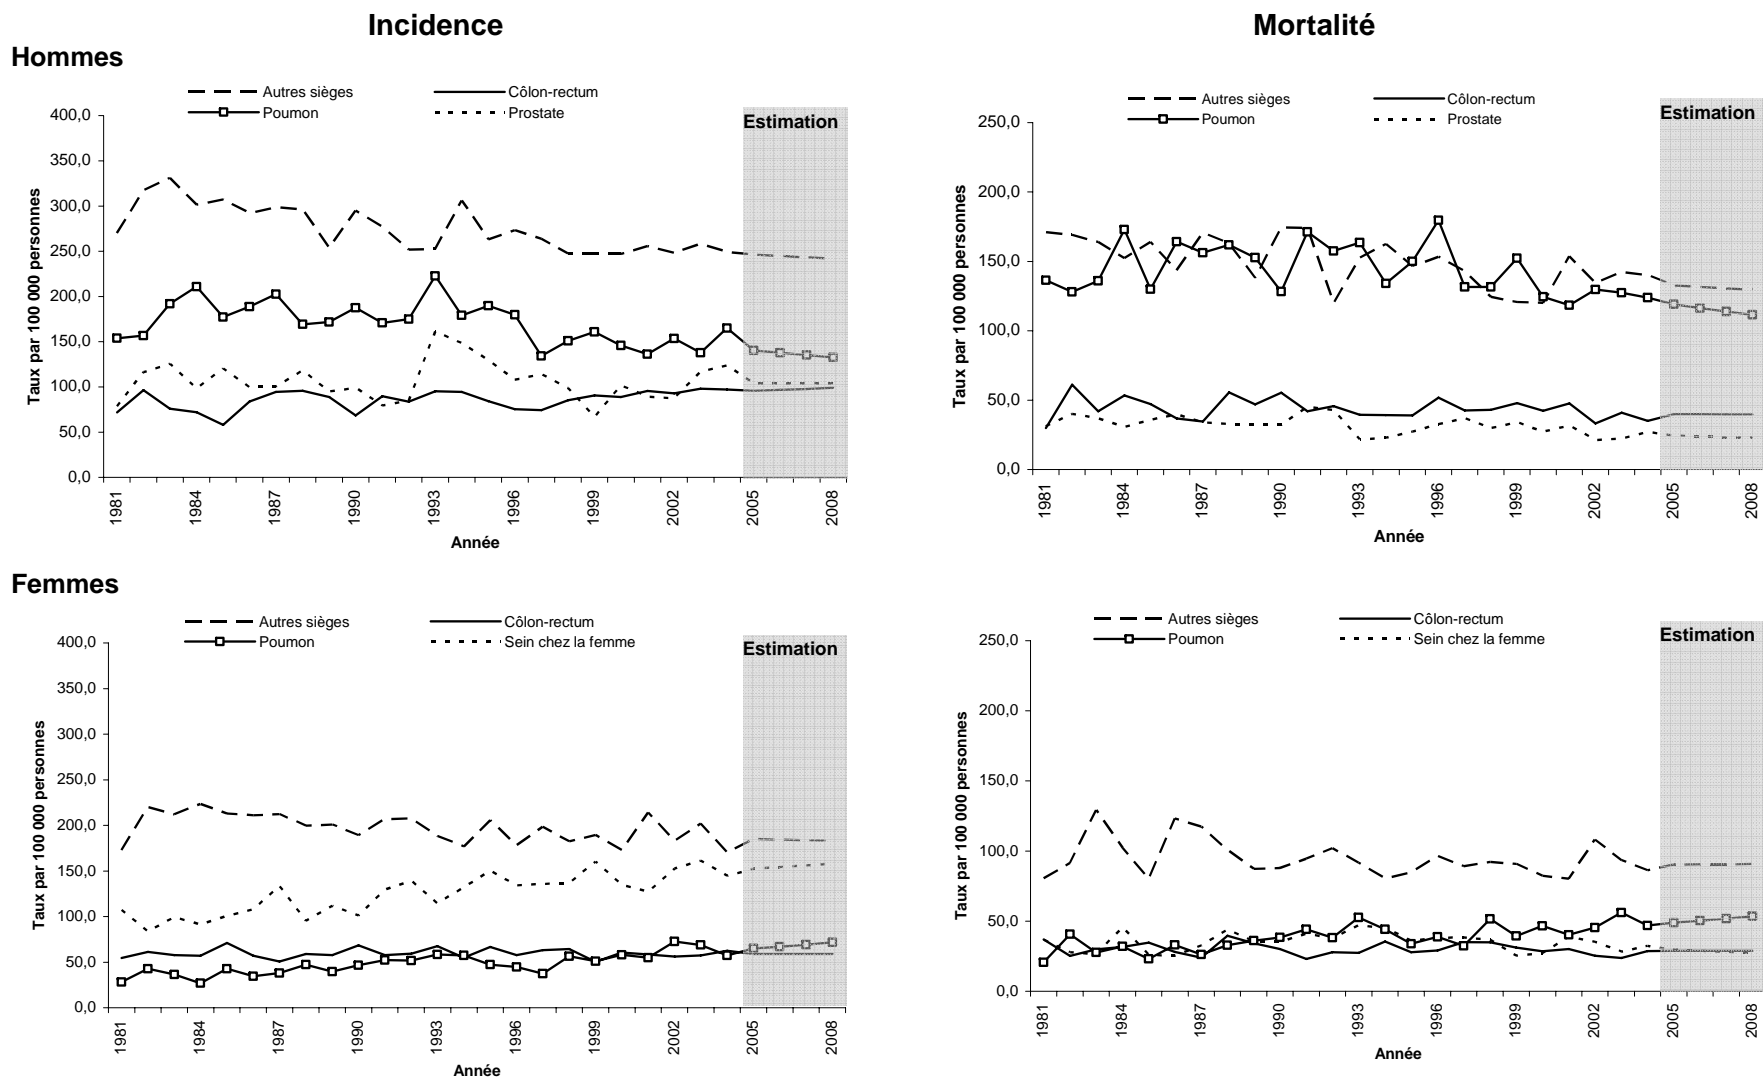 Incidence
Mortalité
Hommes
Autres sièges
Côlon-rectum
Poumon
Prostate
Estimation
Taux par 100 000 personnes
400,0
350,0
300,0
250,0
200,0
150,0
100,0
50,0
0,0
1981
1984
1987
1990
1993
1996
1999
2002
2005
2008
Année
Autres sièges
Côlon-rectum
Poumon
Prostate
Estimation
Taux par 100 000 personnes
250,0
200,0
150,0
100,0
50,0
0,0
1981
1984
1987
1990
1993
1996
1999
2002
2005
2008
Année
Femmes
Autres sièges
Côlon-rectum
Poumon
Sein chez la femme
Estimation
Taux par 100 000 personnes
400,0
350,0
300,0
250,0
200,0
150,0
100,0
50,0
0,0
1981
1984
1987
1990
1993
1996
1999
2002
2005
2008
Année
Autres sièges
Côlon-rectum
Poumon
Sein chez la femme
Estimation
Taux par 100 000 personnes
250,0
200,0
150,0
100,0
50,0
0,0
1981
1984
1987
1990
1993
1996
1999
2002
2005
2008
Année